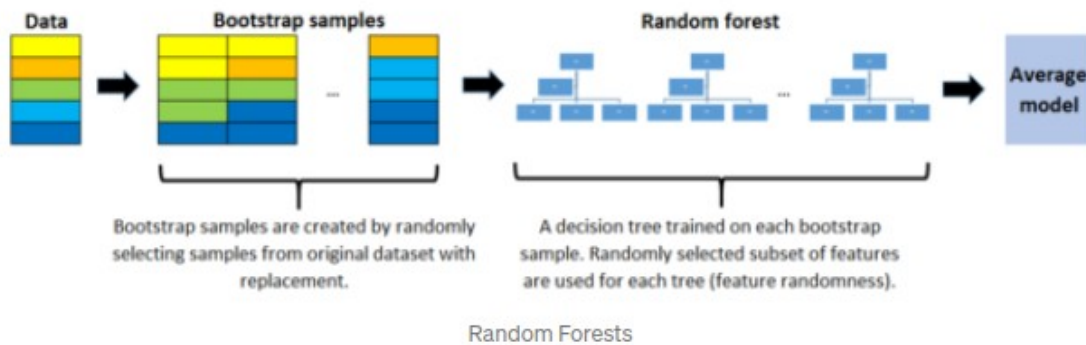 Data
Bootstrap samples
Random forest
...
...
Average
model
Bootstrap samples are created by randomly
selecting samples from original dataset with
replacement.
A decision tree trained on each bootstrap
sample. Randomly selected subset of features
are used for each tree (feature randomness).
Random Forests